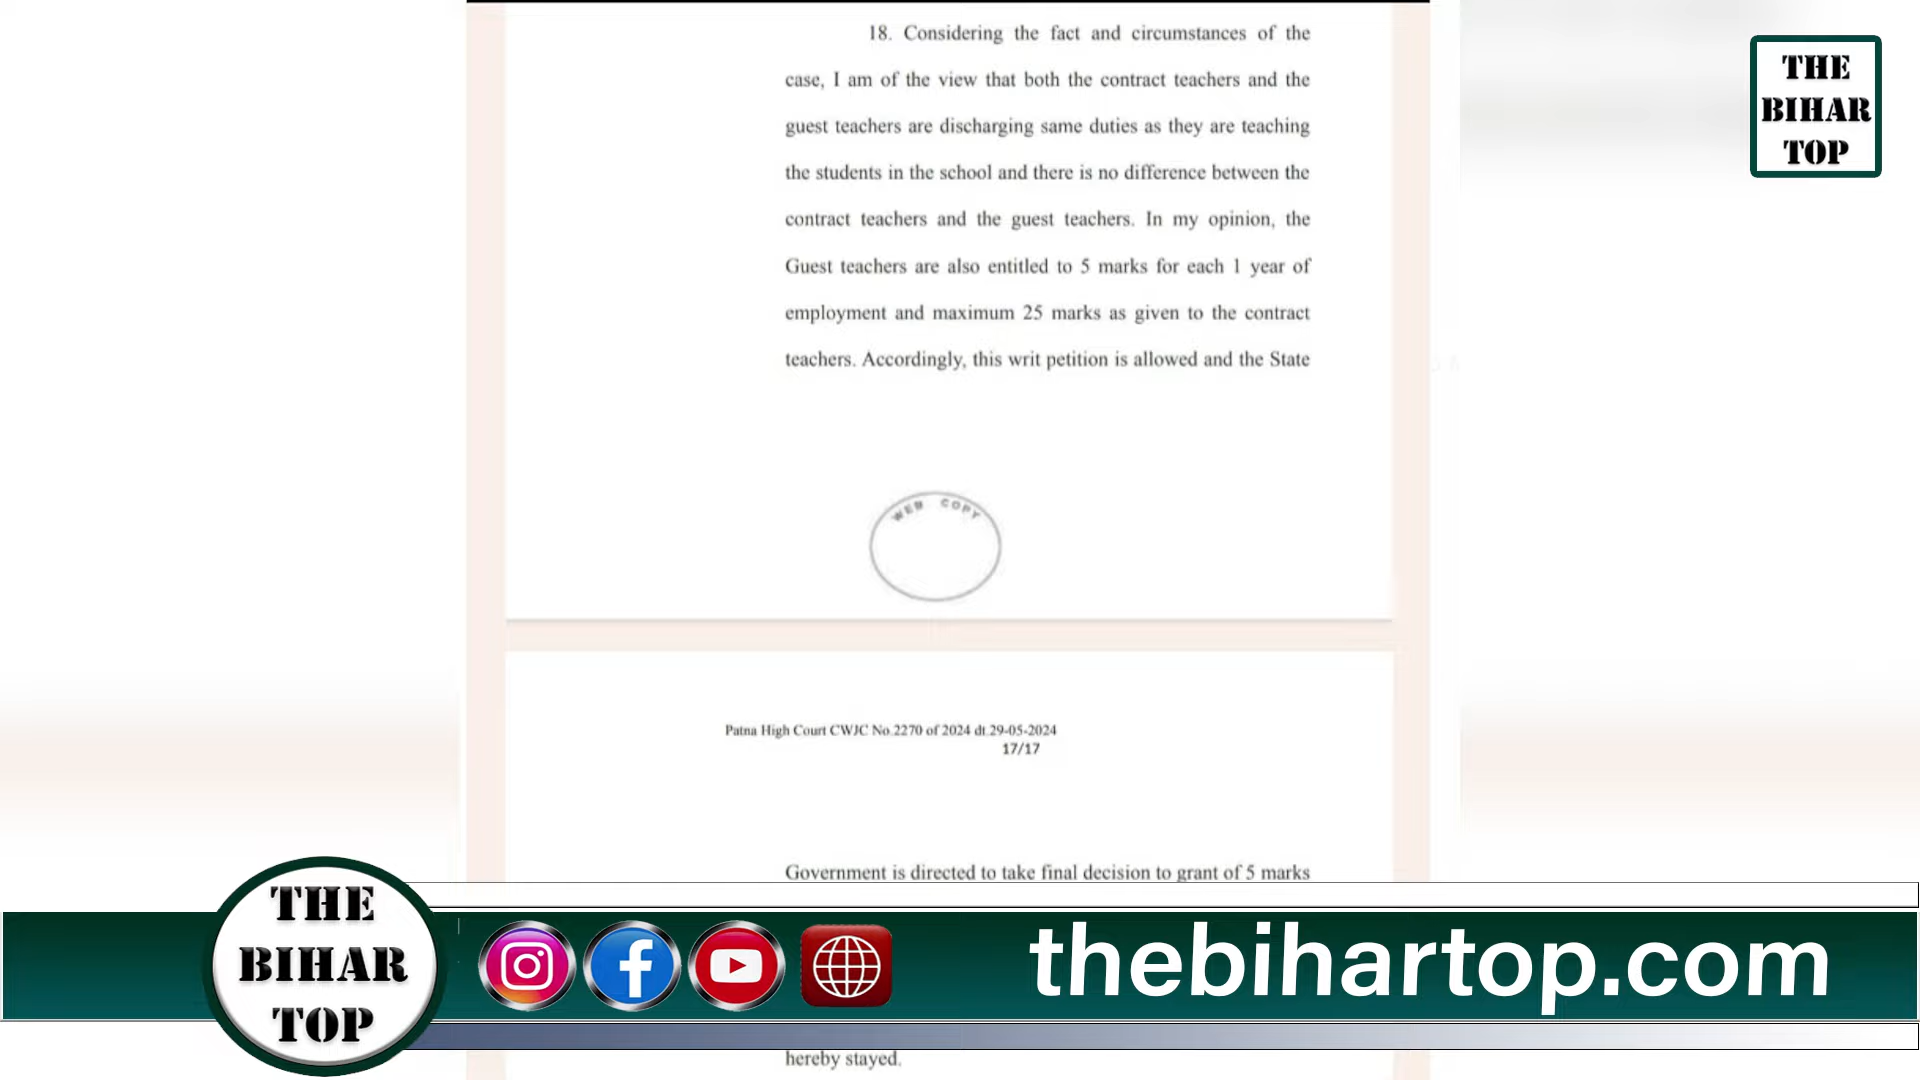 18. Considering the fact and circumstances of the
case, I am of the view that both the contract teachers and the
guest teachers are discharging same duties as they are teaching
the students in the school and there is no difference between the
contract teachers and the guest teachers. In my opinion, the
Guest teachers are also entitled to 5 marks for each 1 year of
employment and maximum 25 marks as given to the contract
teachers. Accordingly, this writ petition is allowed and the State
WEB COPY
Patna High Court CWJC No.2270 of 2024 dt.29-05-2024
17/17
Government is directed to take final decision to grant of 5 marks
hereby stayed.
THE
BIHAR
TOP
THE
BIHAR
TOP
thebihartop.com